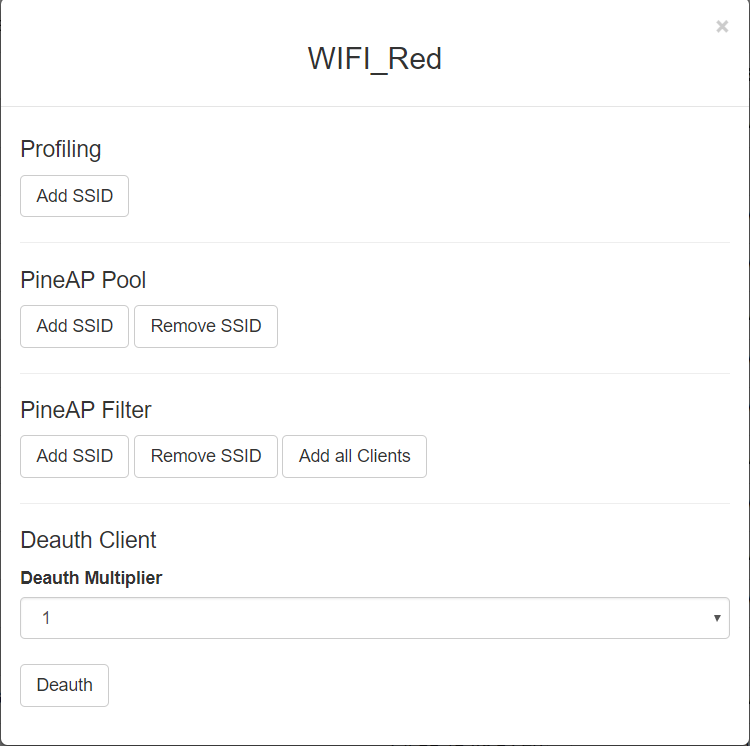 ×
WIFI_Red
Profiling
Add SSID
PineAP Pool
Add SSID Remove SSID
PineAP Filter
Add SSID Remove SSID Add all Clients
Deauth Client
Deauth Multiplier
1
Deauth